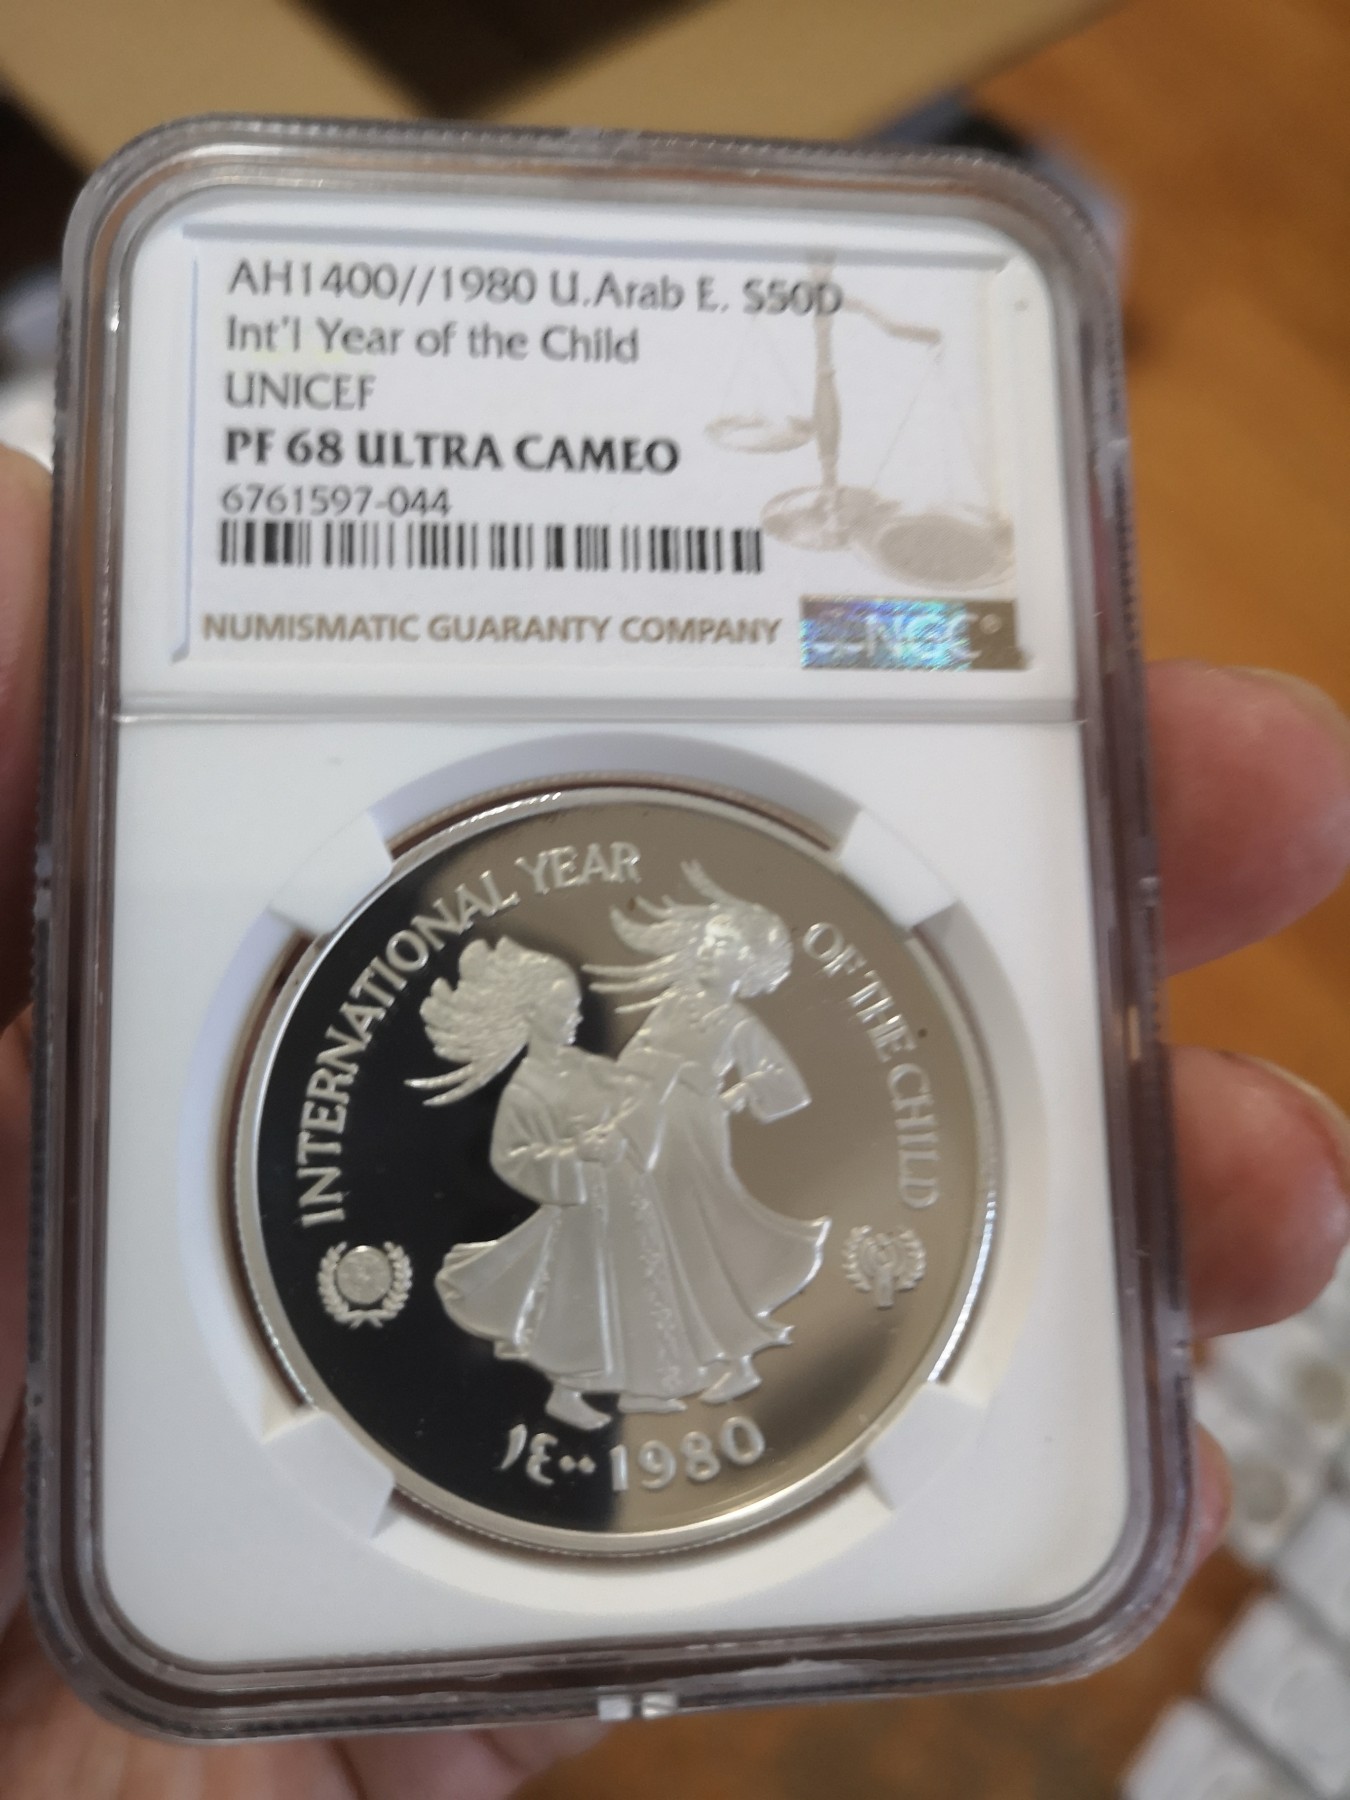 AH1400//1980 U.Arab E. S50D
Int'l Year of the Child
UNICEF
PF 68 ULTRA CAMEO
6761597-044
NUMISMATIC GUARANTY COMPANY
NGC
INTERNATIONAL YEAR OF THE CHILD
١٤٠٠ 1980